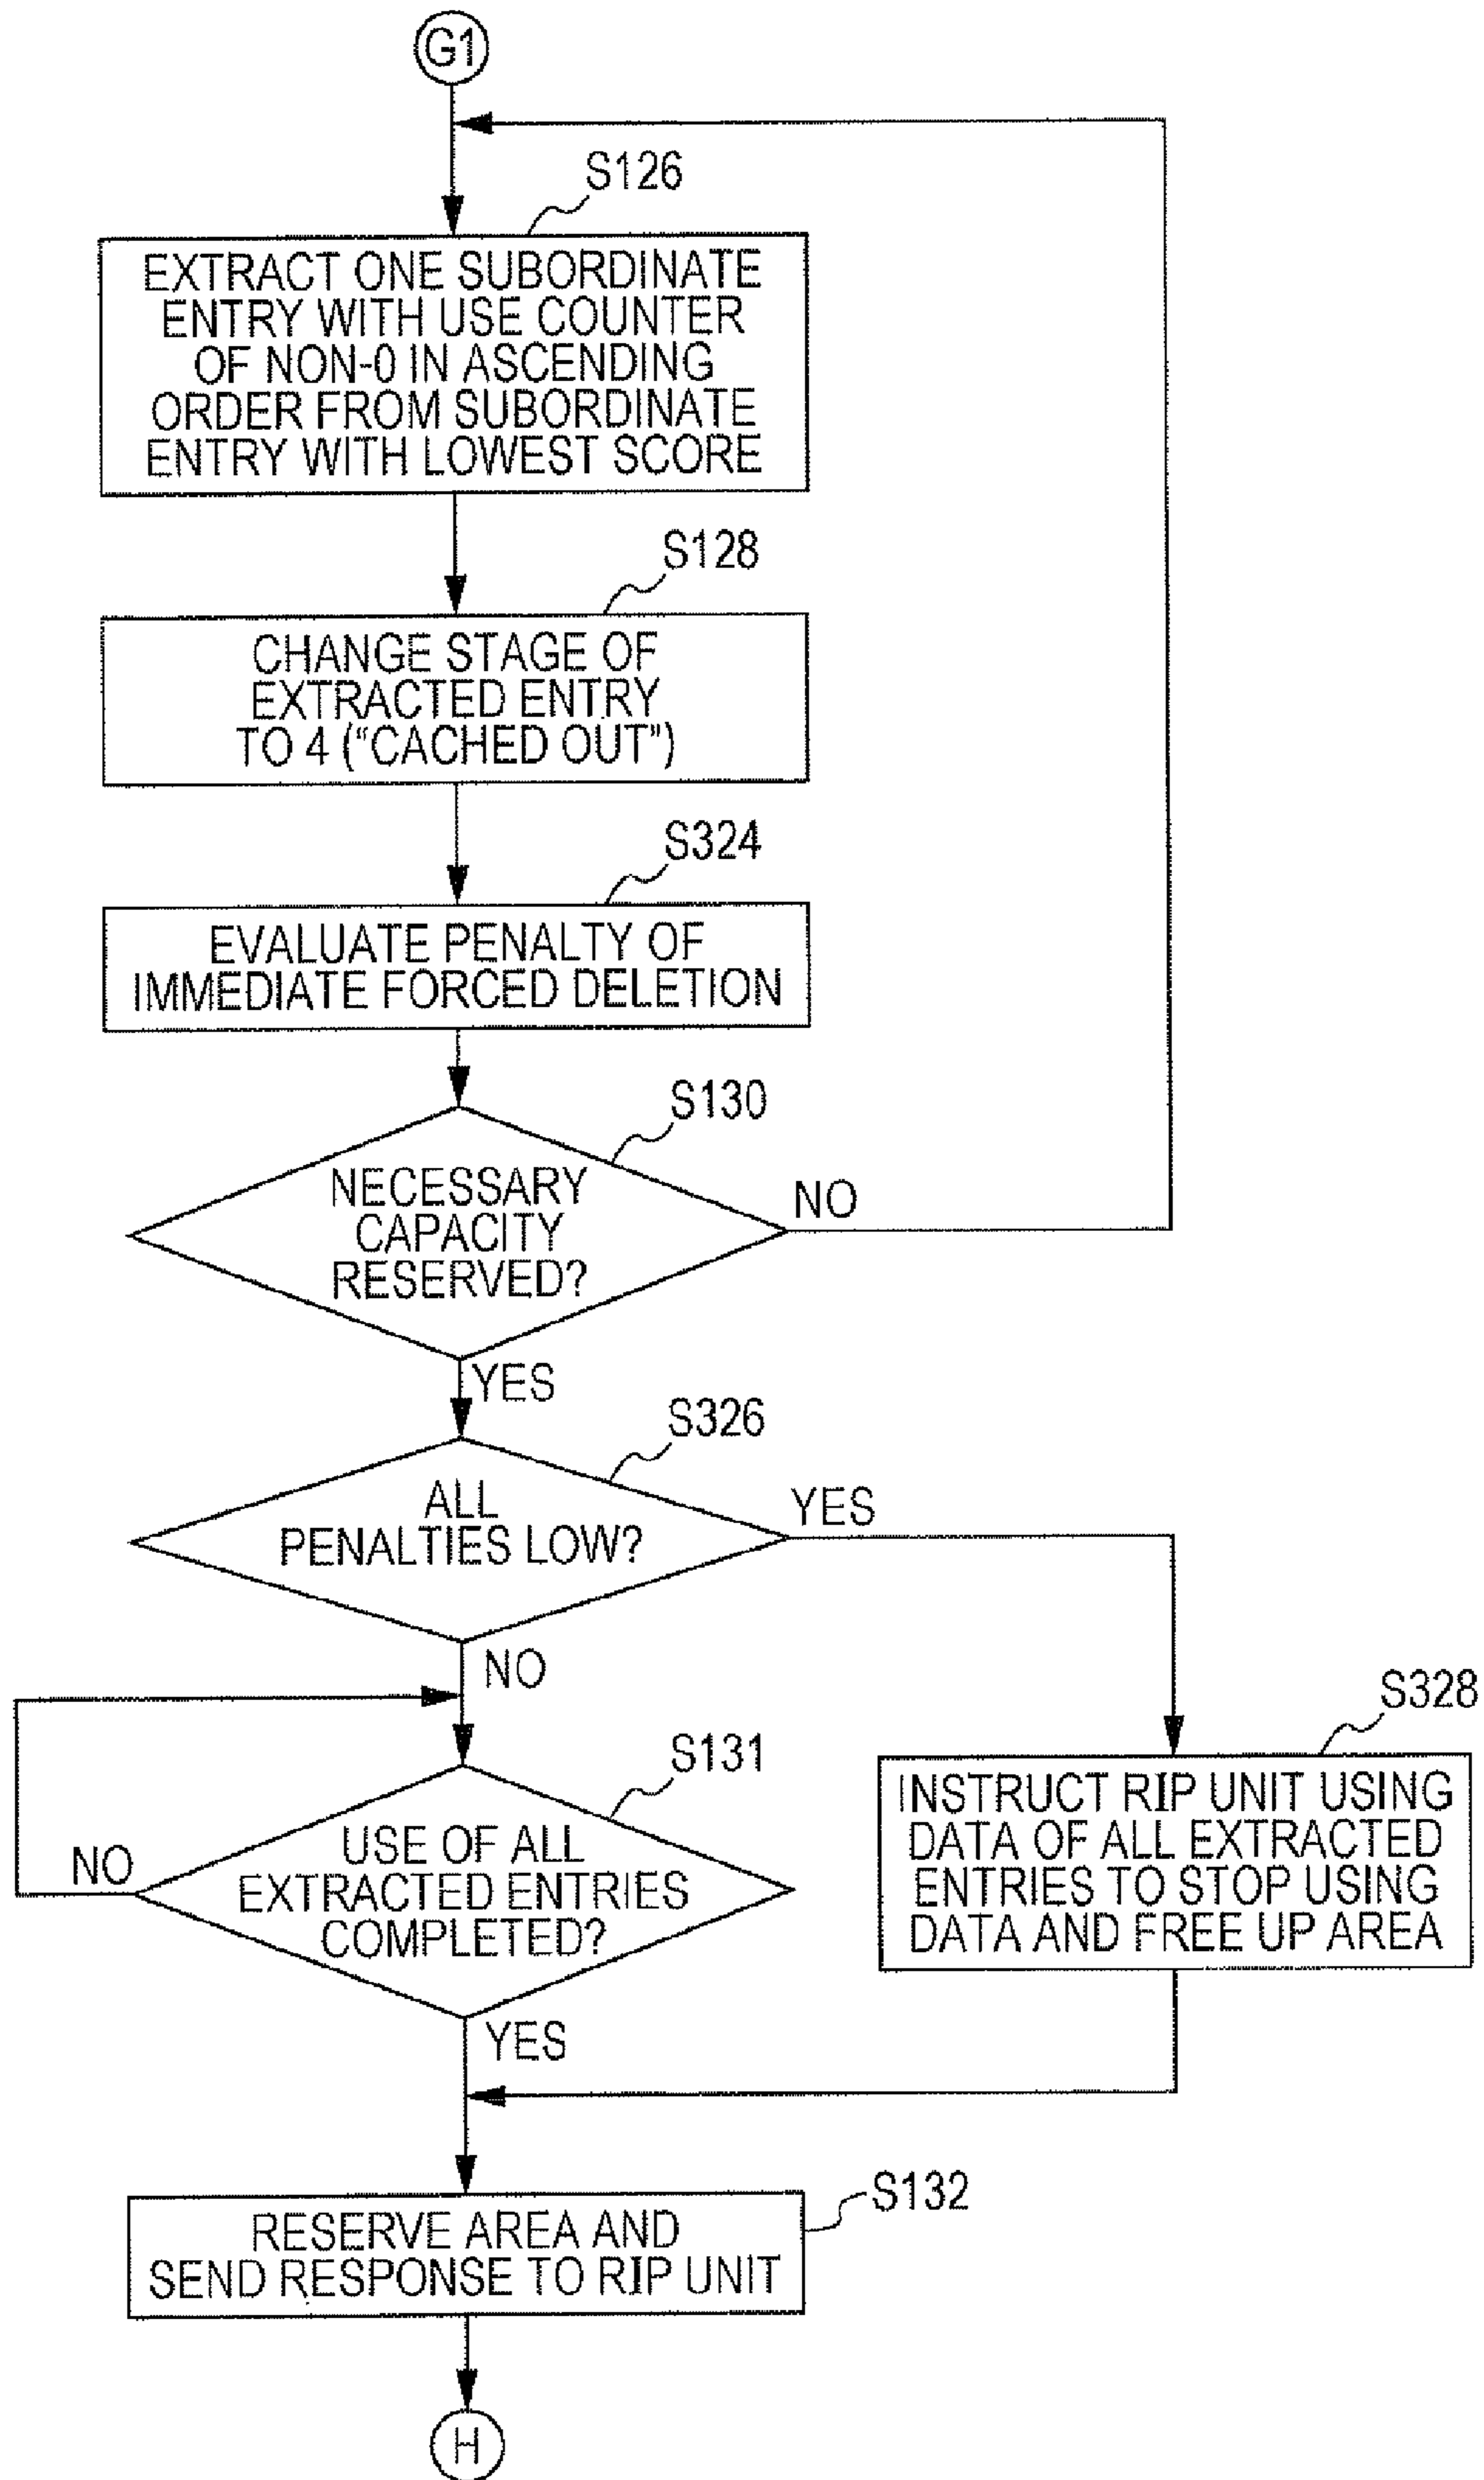 G1
S126
EXTRACT ONE SUBORDINATE
ENTRY WITH USE COUNTER
OF NON-0 IN ASCENDING
ORDER FROM SUBORDINATE
ENTRY WITH LOWEST SCORE
S128
CHANGE STAGE OF
EXTRACTED ENTRY
TO 4 ("CACHED OUT")
S324
EVALUATE PENALTY OF
IMMEDIATE FORCED DELETION
S130
NECESSARY
CAPACITY
RESERVED?
NO
YES
S326
ALL
PENALTIES LOW?
YES
NO
S328
INSTRUCT RIP UNIT USING
DATA OF ALL EXTRACTED
ENTRIES TO STOP USING
DATA AND FREE UP AREA
S131
USE OF ALL
EXTRACTED ENTRIES
COMPLETED?
NO
YES
S132
RESERVE AREA AND
SEND RESPONSE TO RIP UNIT
H